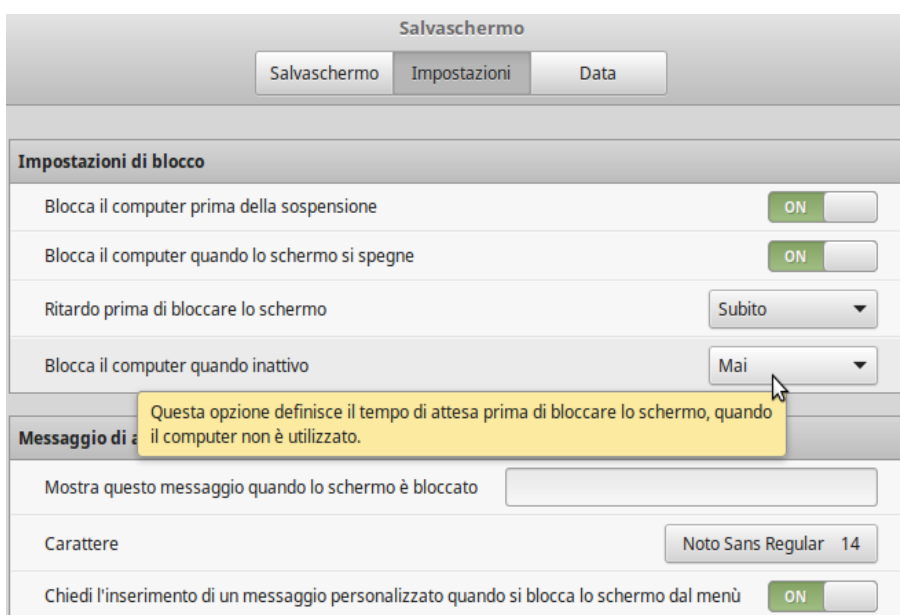 Salvaschermo
Salvaschermo Impostazioni Data
Impostazioni di blocco
Blocca il computer prima della sospensione ON
Blocca il computer quando lo schermo si spegne ON
Ritardo prima di bloccare lo schermo Subito
Blocca il computer quando inattivo Mai
Questa opzione definisce il tempo di attesa prima di bloccare lo schermo, quando
il computer non è utilizzato.
Messaggio di
Mostra questo messaggio quando lo schermo è bloccato
Carattere Noto Sans Regular 14
Chiedi l'inserimento di un messaggio personalizzato quando si blocca lo schermo dal menù ON